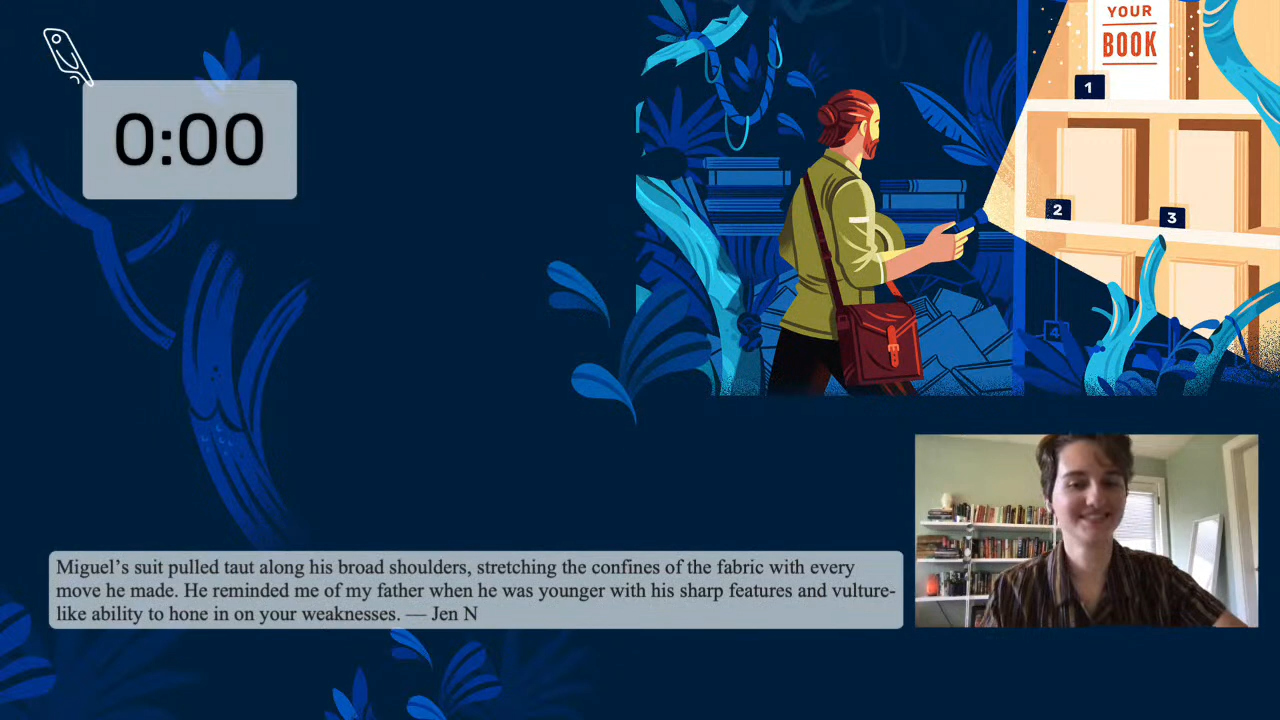 YOUR
BOOK
1
0:00
2
3
4
Miguel’s suit pulled taut along his broad shoulders, stretching the confines of the fabric with every
move he made. He reminded me of my father when he was younger with his sharp features and vulture-
like ability to hone in on your weaknesses. — Jen N